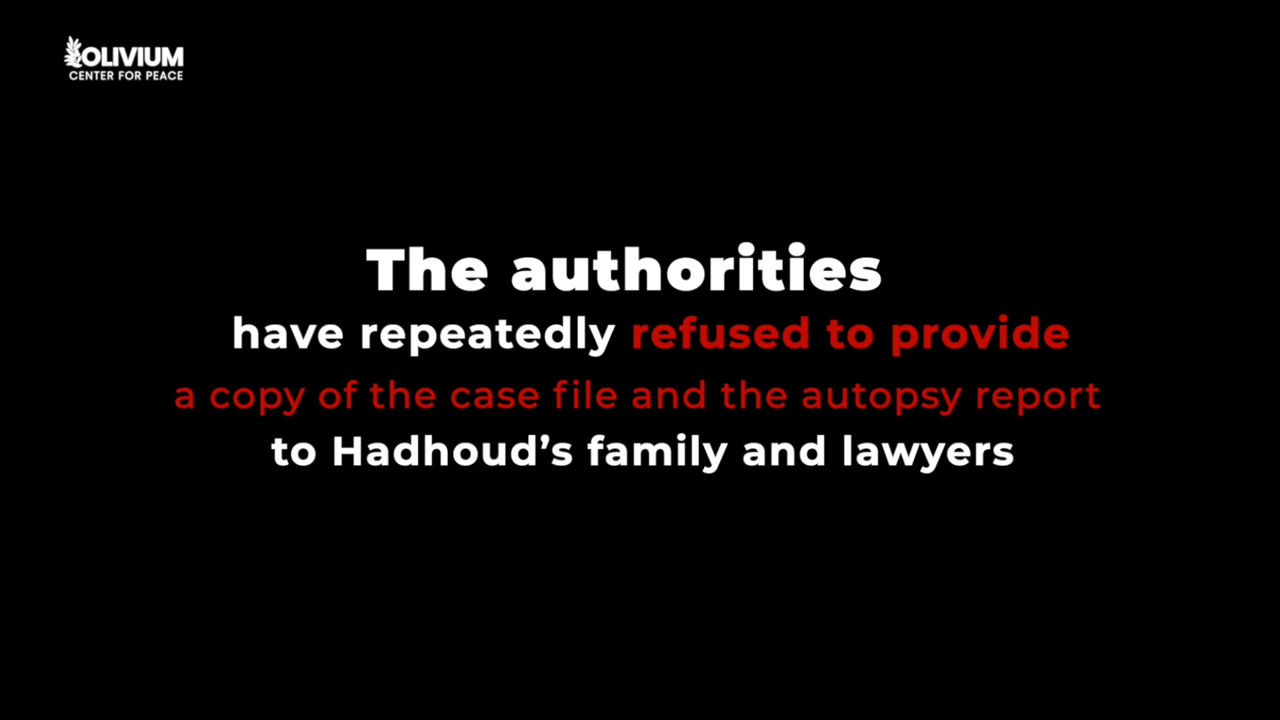 OLIVIUM
CENTER FOR PEACE
The authorities
have repeatedly refused to provide
a copy of the case file and the autopsy report
to Hadhoud’s family and lawyers